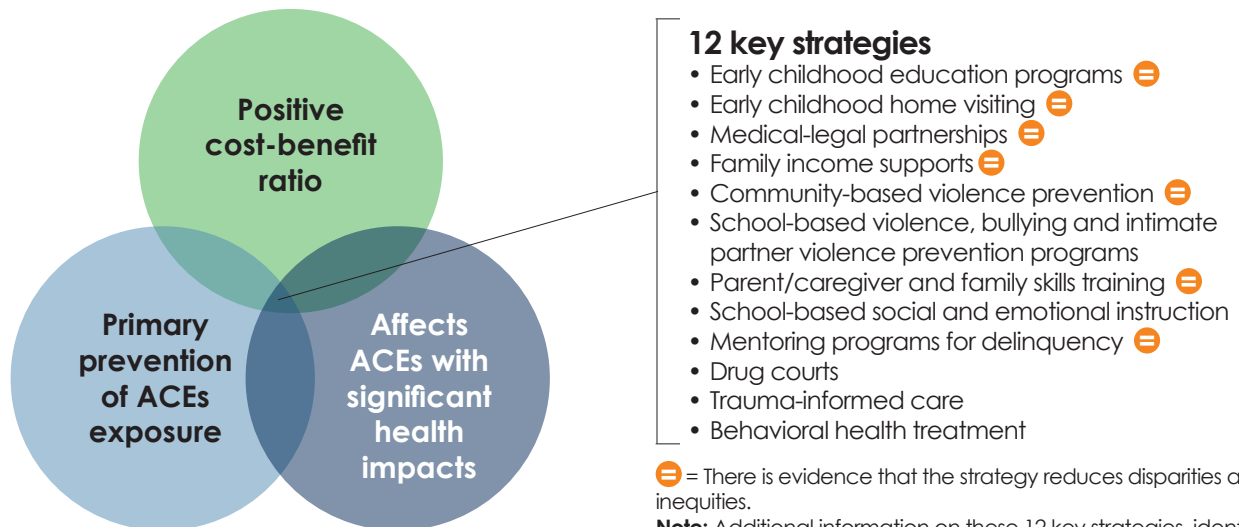 Positive
cost-benefit
ratio
Primary
prevention
of ACEs
exposure
Affects
ACEs with
significant
health
impacts
12 key strategies
• Early childhood education programs =
• Early childhood home visiting =
• Medical-legal partnerships =
• Family income supports =
• Community-based violence prevention =
• School-based violence, bullying and intimate
partner violence prevention programs
• Parent/caregiver and family skills training =
• School-based social and emotional instruction
• Mentoring programs for delinquency =
• Drug courts
• Trauma-informed care
• Behavioral health treatment
= = There is evidence that the strategy reduces disparities
inequities.
Note: Additional information on these 12 key strategies,